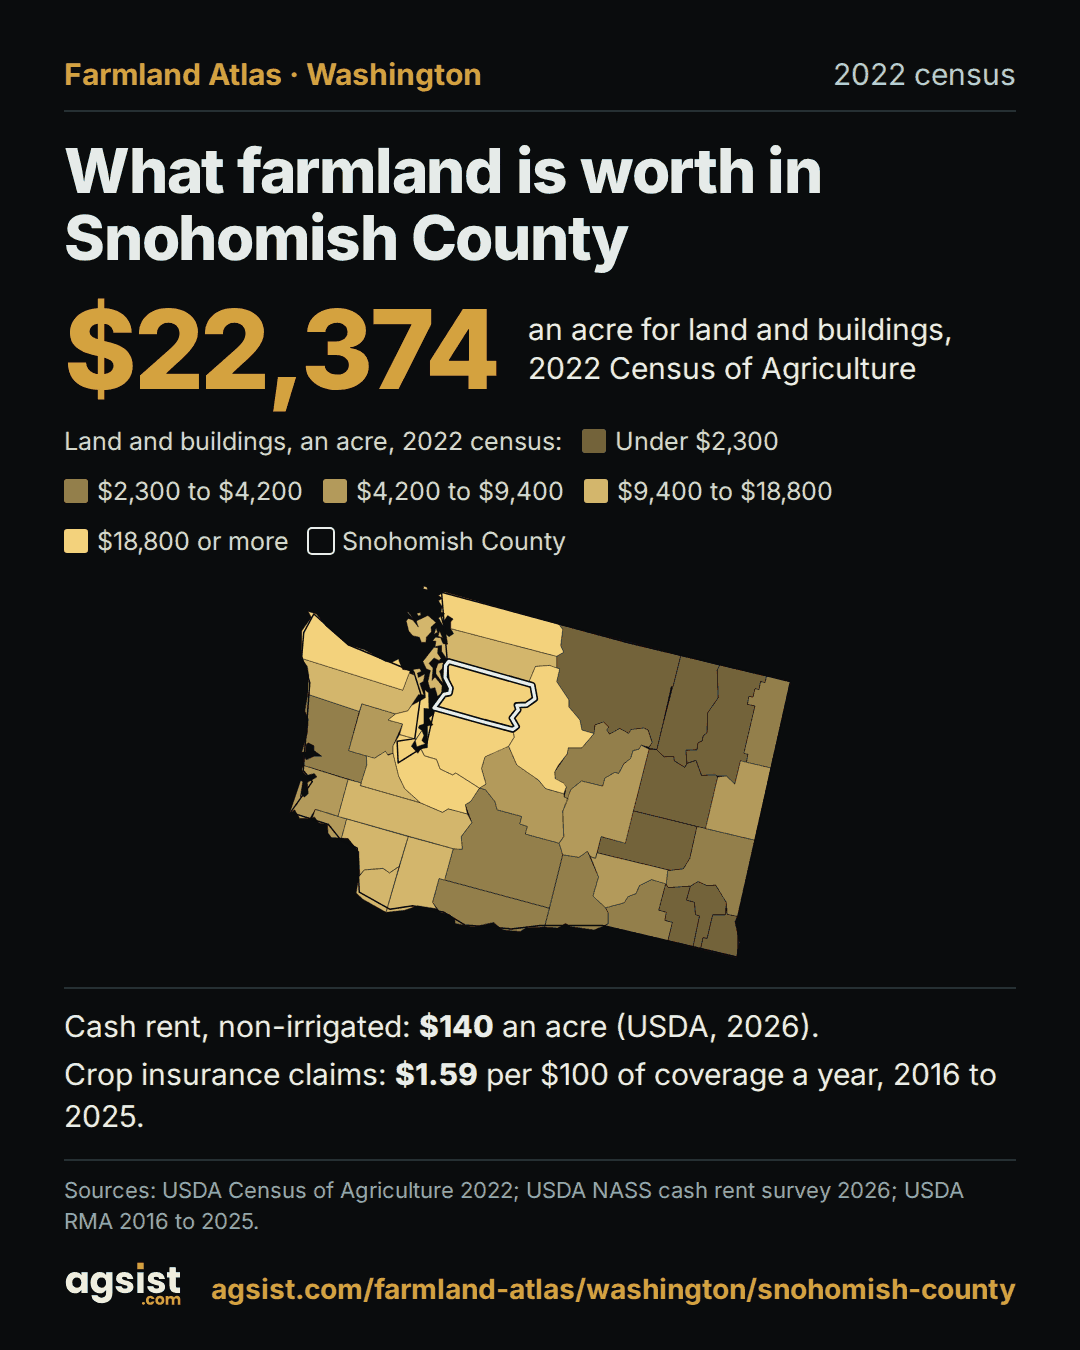 Farmland Atlas · Washington
2022 census
What farmland is worth in
Snohomish County
$22,374
an acre for land and buildings,
2022 Census of Agriculture
Land and buildings, an acre, 2022 census: Under $2,300
$2,300 to $4,200 $4,200 to $9,400 $9,400 to $18,800
$18,800 or more Snohomish County
Cash rent, non-irrigated: $140 an acre (USDA, 2026).
Crop insurance claims: $1.59 per $100 of coverage a year, 2016 to
2025.
Sources: USDA Census of Agriculture 2022; USDA NASS cash rent survey 2026; USDA
RMA 2016 to 2025.
agsist
.com
agsist.com/farmland-atlas/washington/snohomish-county